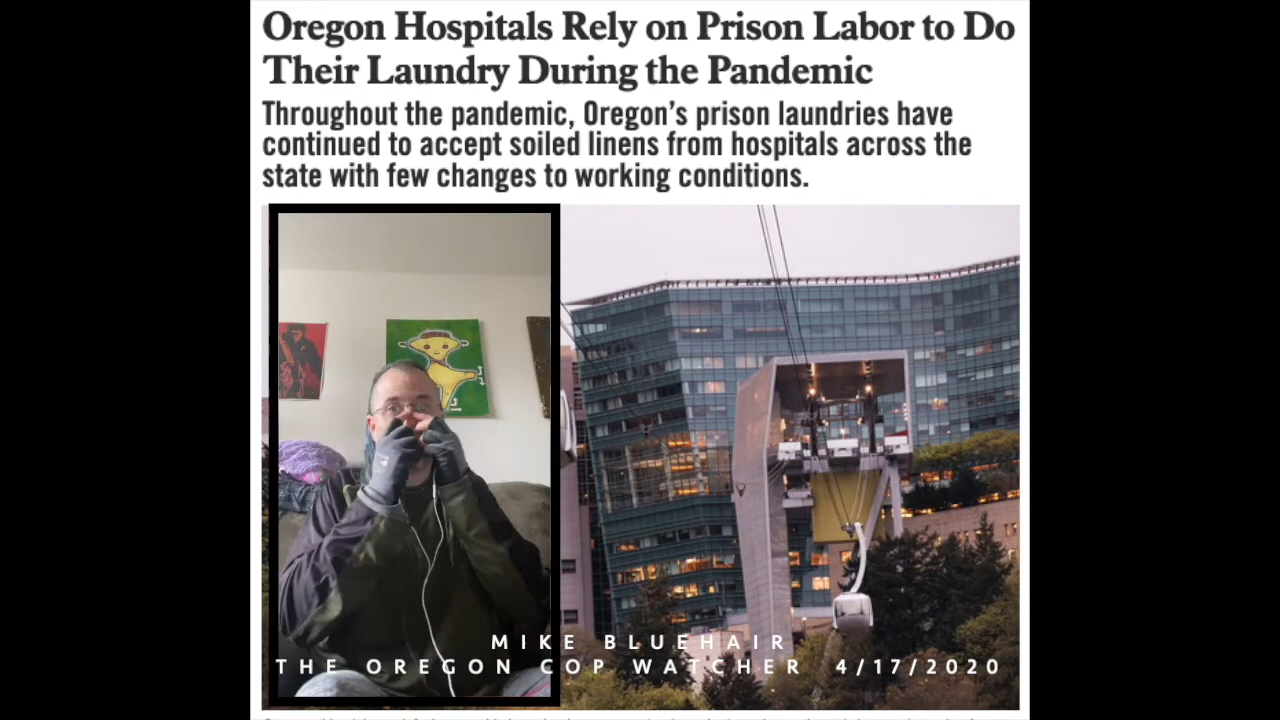 Oregon Hospitals Rely on Prison Labor to Do
Their Laundry During the Pandemic
Throughout the pandemic, Oregon's prison laundries have
continued to accept soiled linens from hospitals across the
state with few changes to working conditions.
MIKE BLUEHAIR
THE OREGON COP WATCHER 4/17/2020